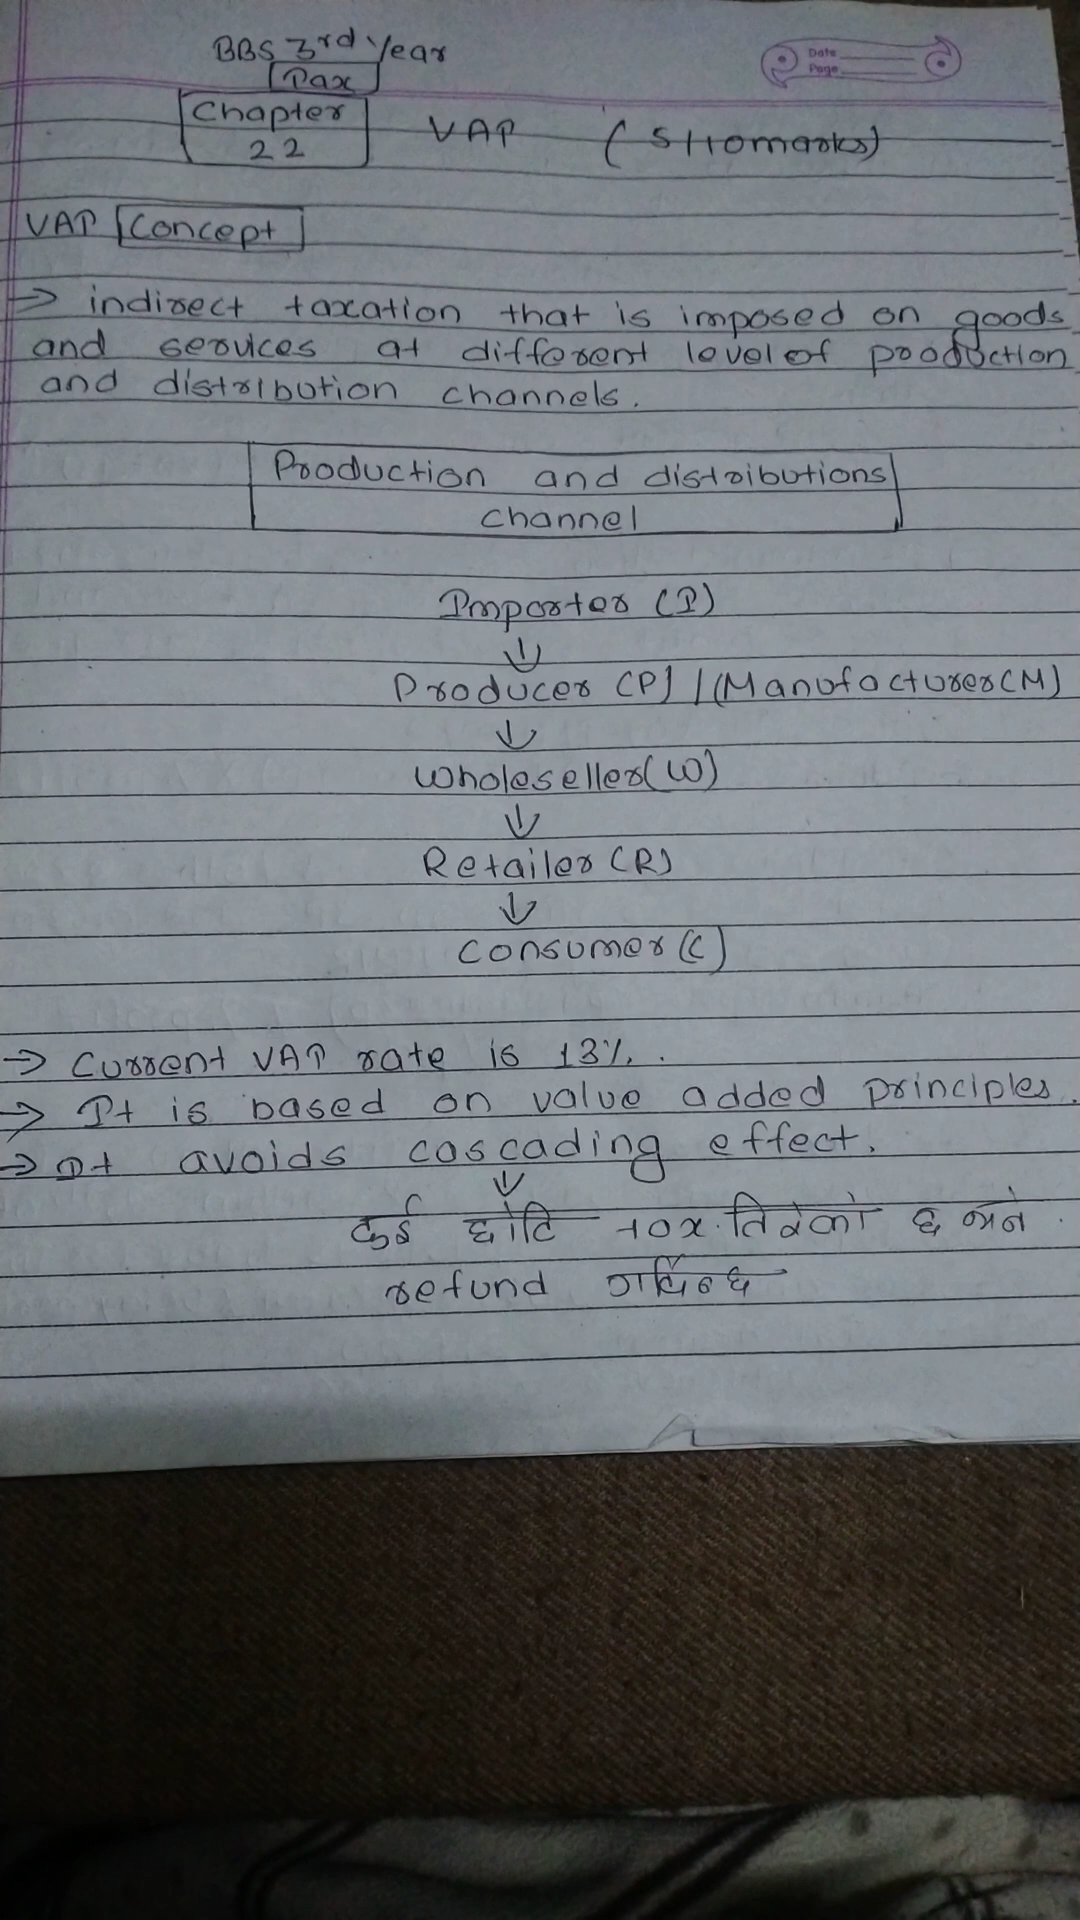 BBS 3rd Year
Tax
Date
Page
Chapter
22
VAT (5/10marks)
VAT Concept
→ indirect taxation that is imposed on goods
and services at different level of production
and distribution channels.
Production and distributions
channel
Importer (I)
↓
Producer (P) / (Manufacturer (M)
↓
Wholeseller (W)
↓
Retailer (R)
↓
Consumer (C)
→ Current VAT rate is 13%.
→ It is based on value added principles.
→ It avoids cascading effect.
↓
दुई छोटि tax तिरेको छ भने
refund गरिन्छ